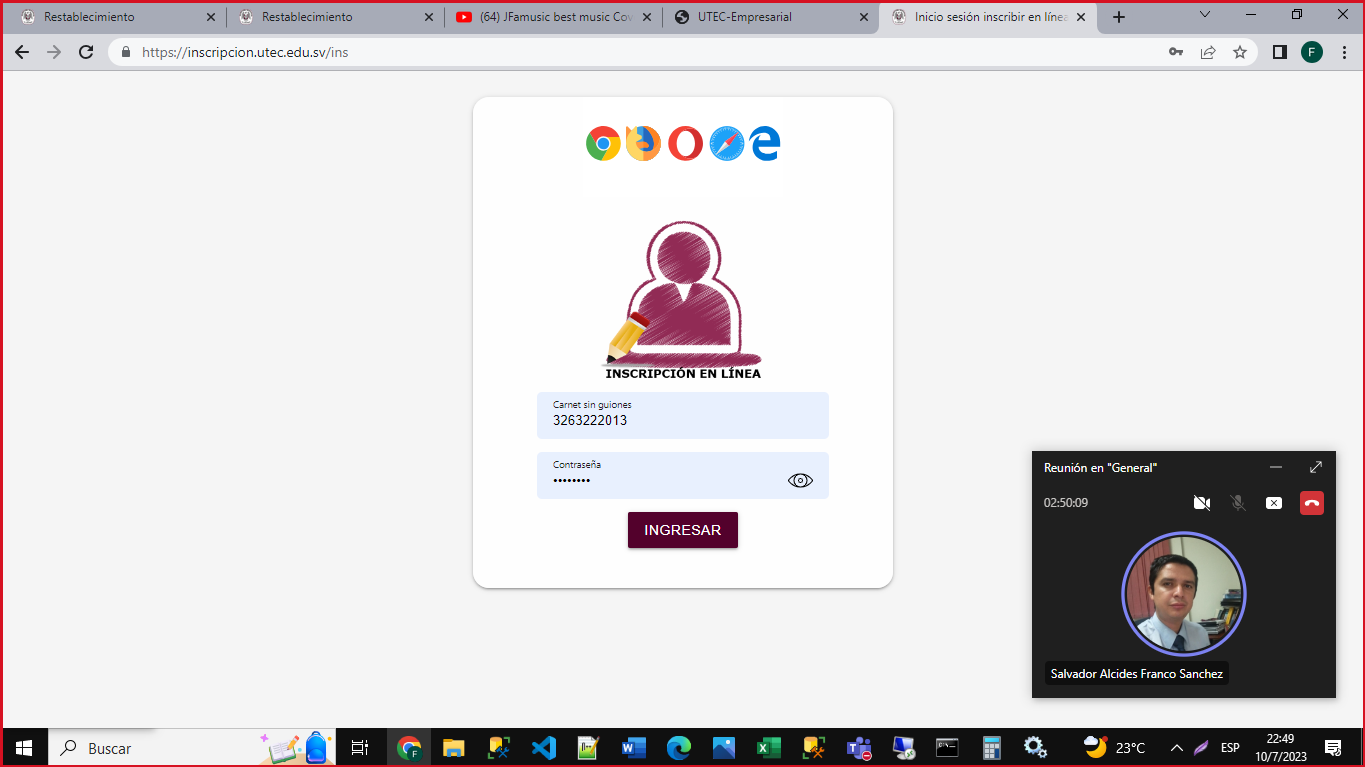 Restablecimiento
Restablecimiento
(64) JFamusic best music Cov
UTEC-Empresarial
Inicio sesión inscribir en línea
https://inscripcion.utec.edu.sv/ins
F
INSCRIPCIÓN EN LÍNEA
Carnet sin guiones
3263222013
Contraseña
••••••••
INGRESAR
Reunión en "General"
02:50:09
Salvador Alcides Franco Sanchez
Buscar
23°C
ESP
22:49
10/7/2023